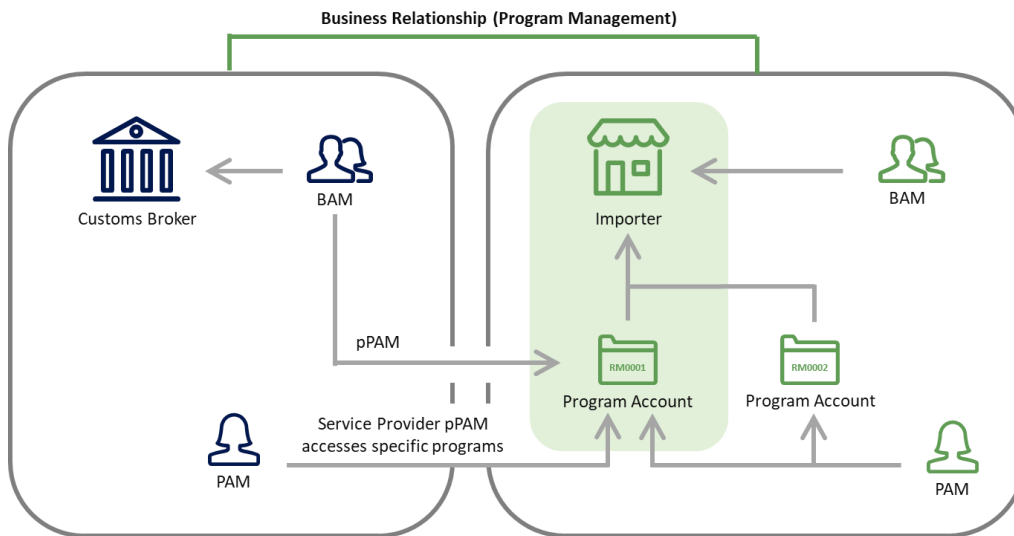 Business Relationship (Program Management)
Customs Broker
BAM
Importer
BAM
pPAM
RM0001
Program Account
RM0002
Program Account
Service Provider pPAM
accesses specific programs
PAM
PAM